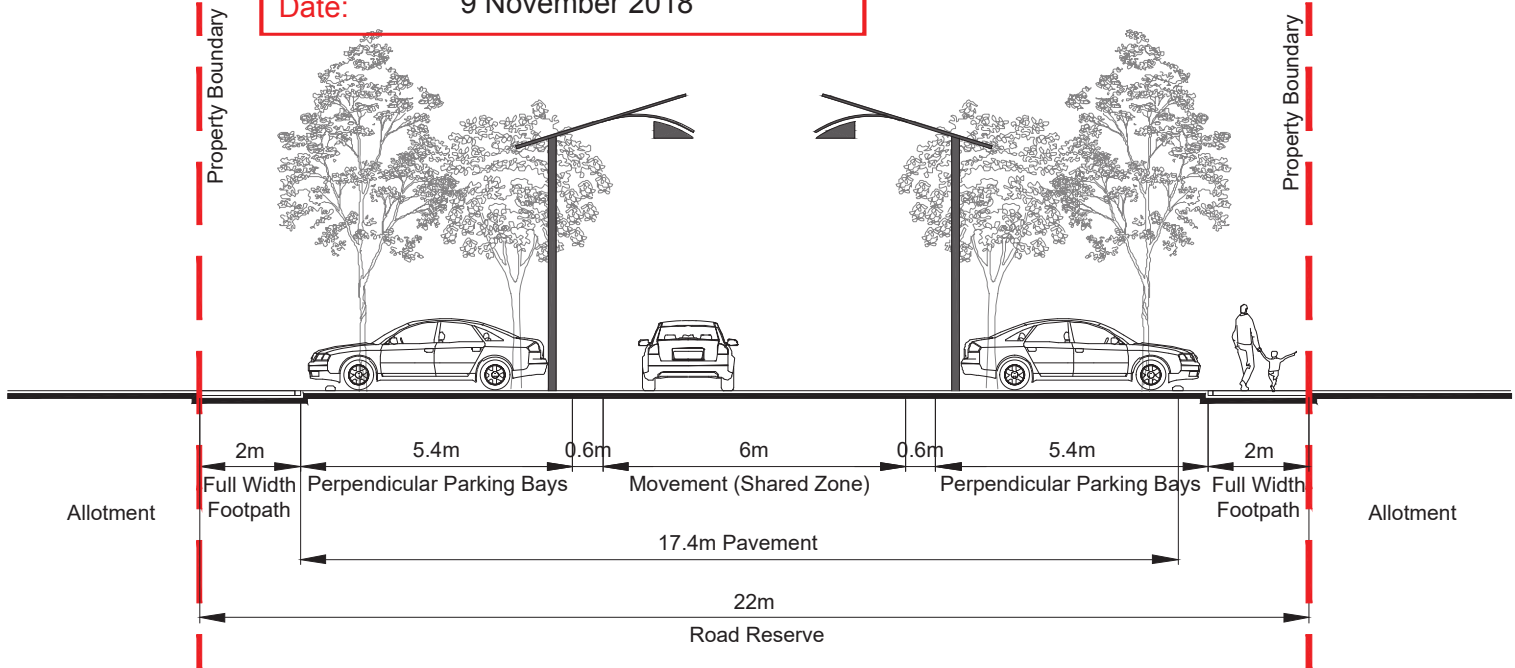 Date: 9 November 2018
Property Boundary
Property Boundary
2m 5.4m 0.6m 6m 0.6m 5.4m 2m
Full Width Perpendicular Parking Bays Movement (Shared Zone) Perpendicular Parking Bays Full Width
Footpath Footpath
Allotment Allotment
17.4m Pavement
22m
Road Reserve